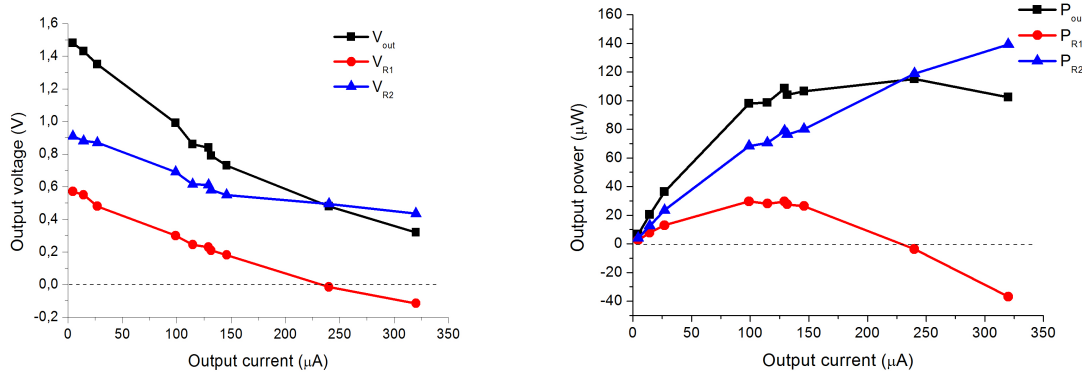 1,6
1,4
1,2
1,0
0,8
0,6
0,4
0,2
0,0
-0,2
Output voltage (V)
0 50 100 150 200 250 300 350
Output current (μA)
V_out
V_R1
V_R2
160
140
120
100
80
60
40
20
0
-20
-40
Output power (μW)
0 50 100 150 200 250 300 350
Output current (μA)
P_ou
P_R1
P_R2